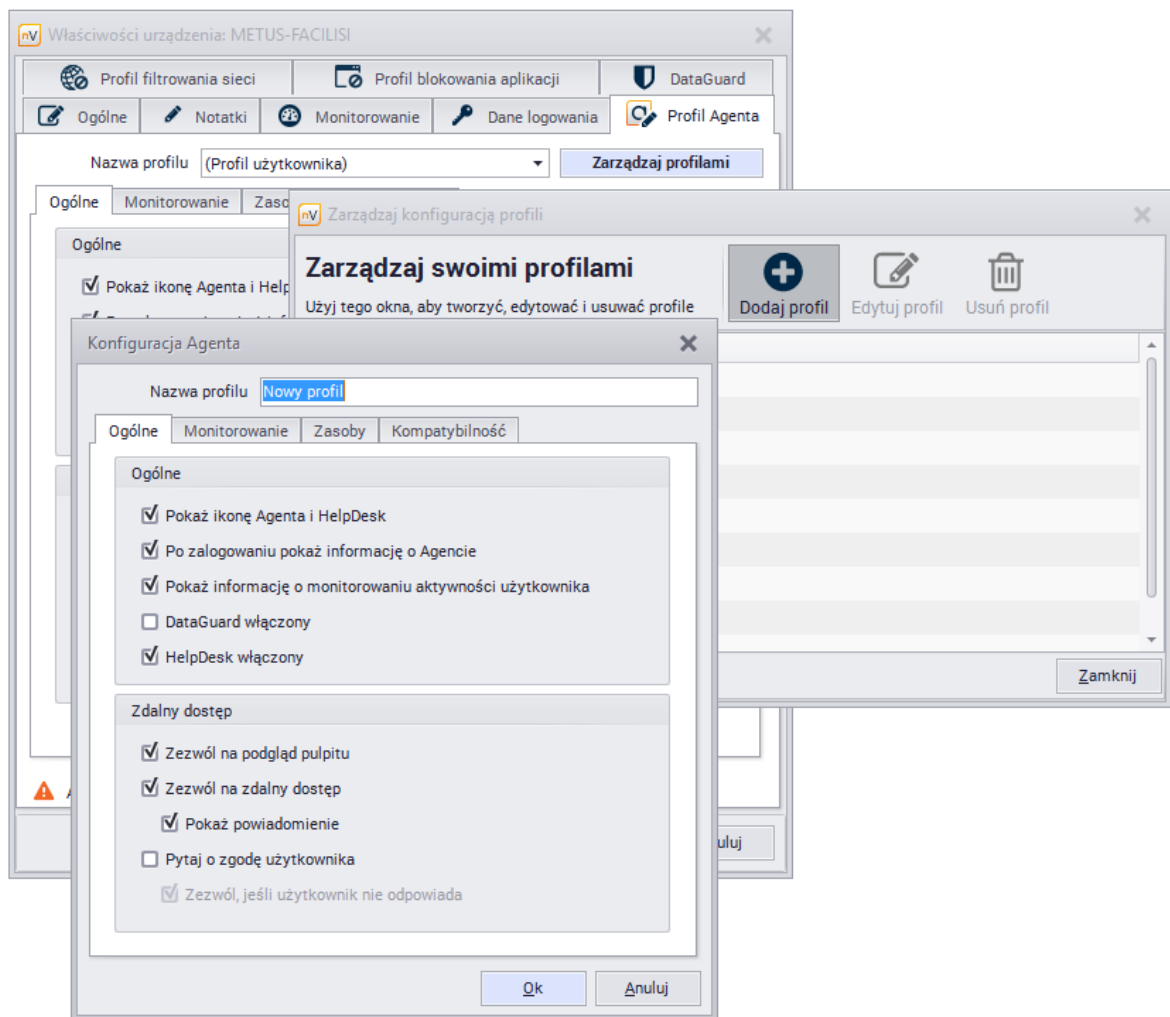 nV Właściwości urządzenia: METUS-FACILISI
Profil filtrowania sieci Profil blokowania aplikacji DataGuard
Ogólne Notatki Monitorowanie Dane logowania Profil Agenta
Nazwa profilu (Profil użytkownika) Zarządzaj profilami
Ogólne Monitorowanie
Ogólne
Pokaż ikonę Agenta i
nV Zarządzaj konfiguracją profili
Zarządzaj swoimi profilami
Użyj tego okna, aby tworzyć, edytować i usuwać profile
Dodaj profil Edytuj profil Usuń profil
Zamknij
Konfiguracja Agenta
Nazwa profilu Nowy profil
Ogólne Monitorowanie Zasoby Kompatybilność
Ogólne
Pokaż ikonę Agenta i HelpDesk
Po zalogowaniu pokaż informację o Agencie
Pokaż informację o monitorowaniu aktywności użytkownika
DataGuard włączony
HelpDesk włączony
Zdalny dostęp
Zezwól na podgląd pulpitu
Zezwól na zdalny dostęp
Pokaż powiadomienie
Pytaj o zgodę użytkownika
Zezwól, jeśli użytkownik nie odpowiada
Ok Anuluj